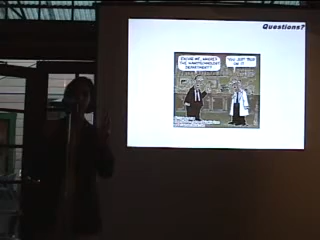 Questions?
EXCUSE ME, WHERE'S
THE NANOTECHNOLOGY
DEPARTMENT?
YOU JUST TROD
ON IT.